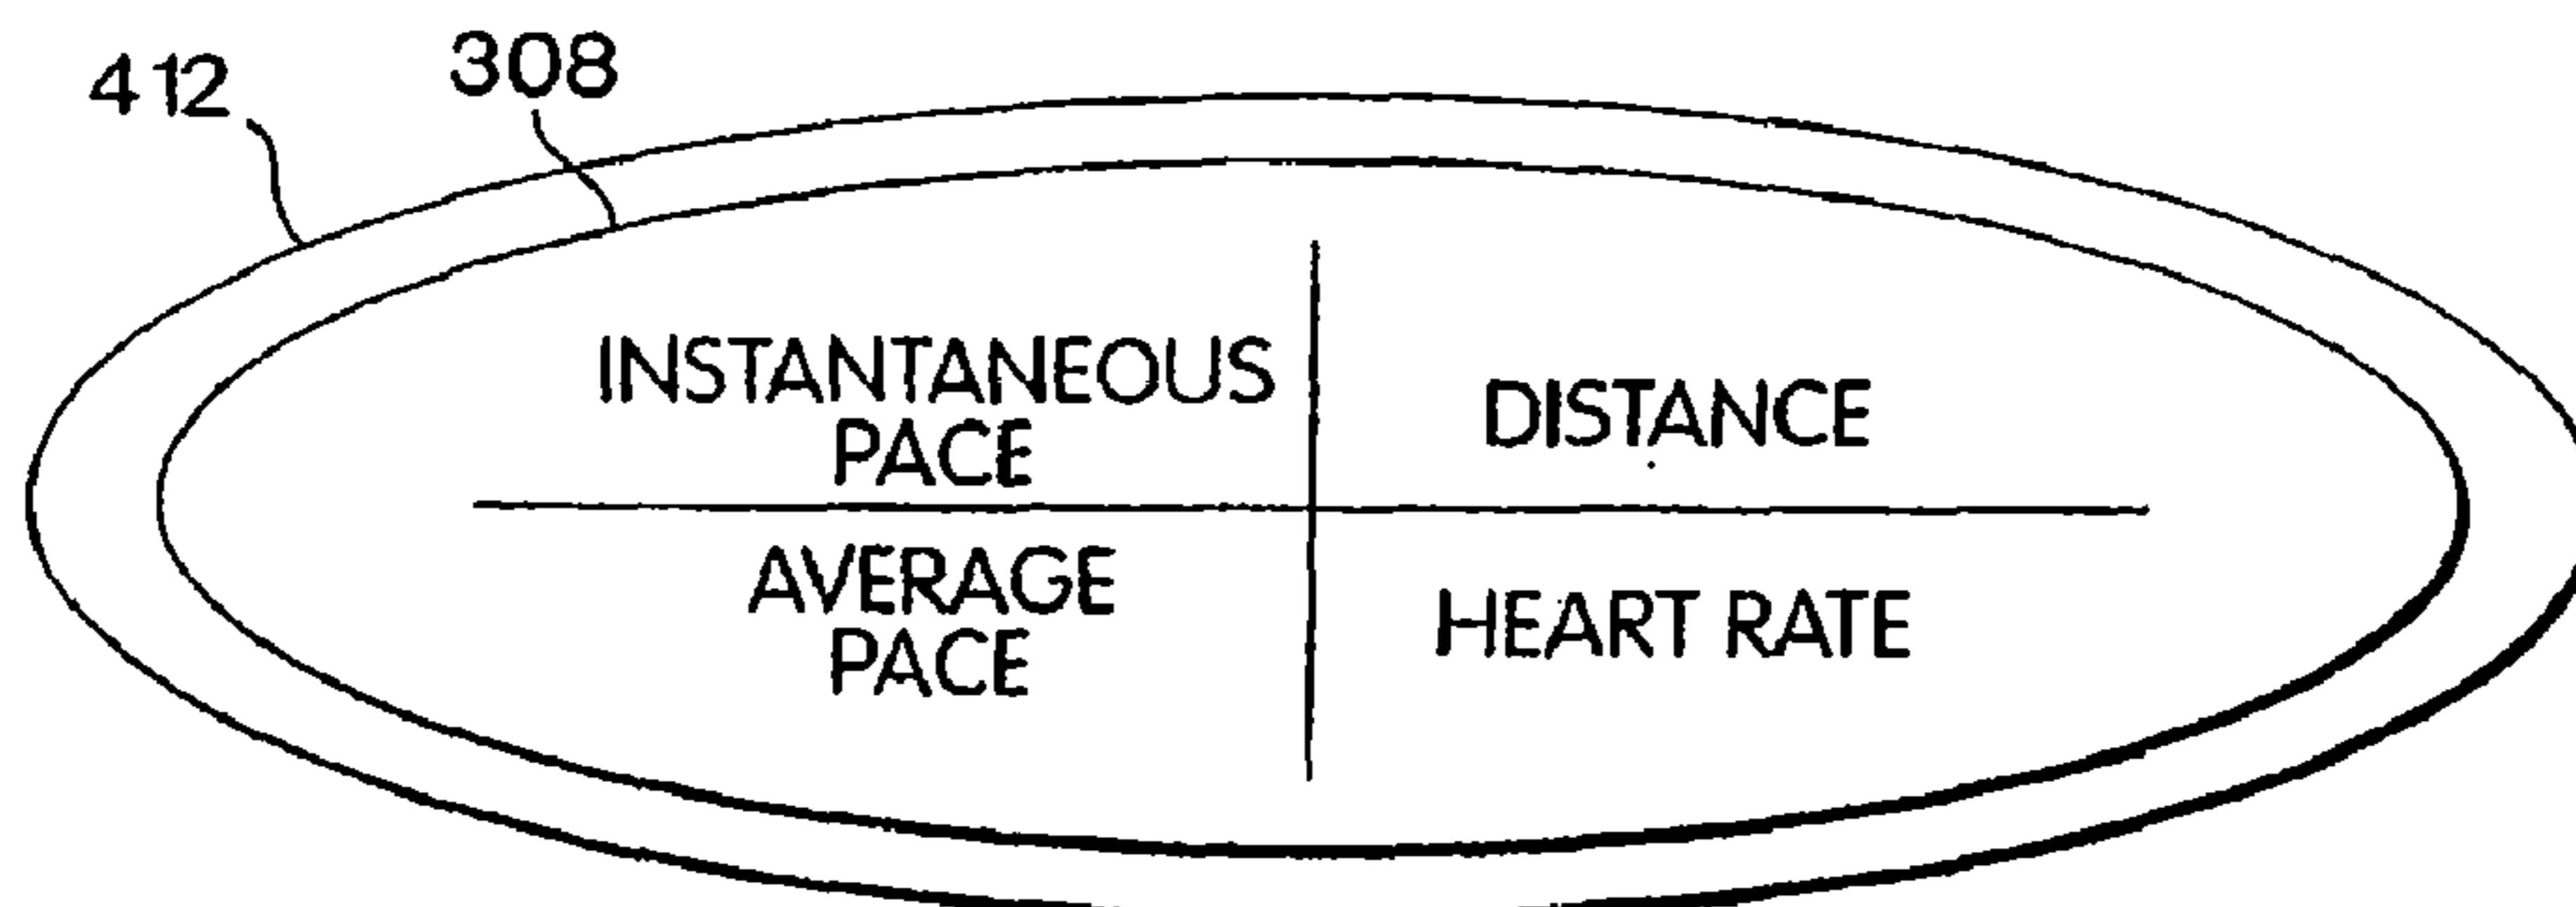 412
308
INSTANTANEOUS
PACE
DISTANCE
AVERAGE
PACE
HEART RATE